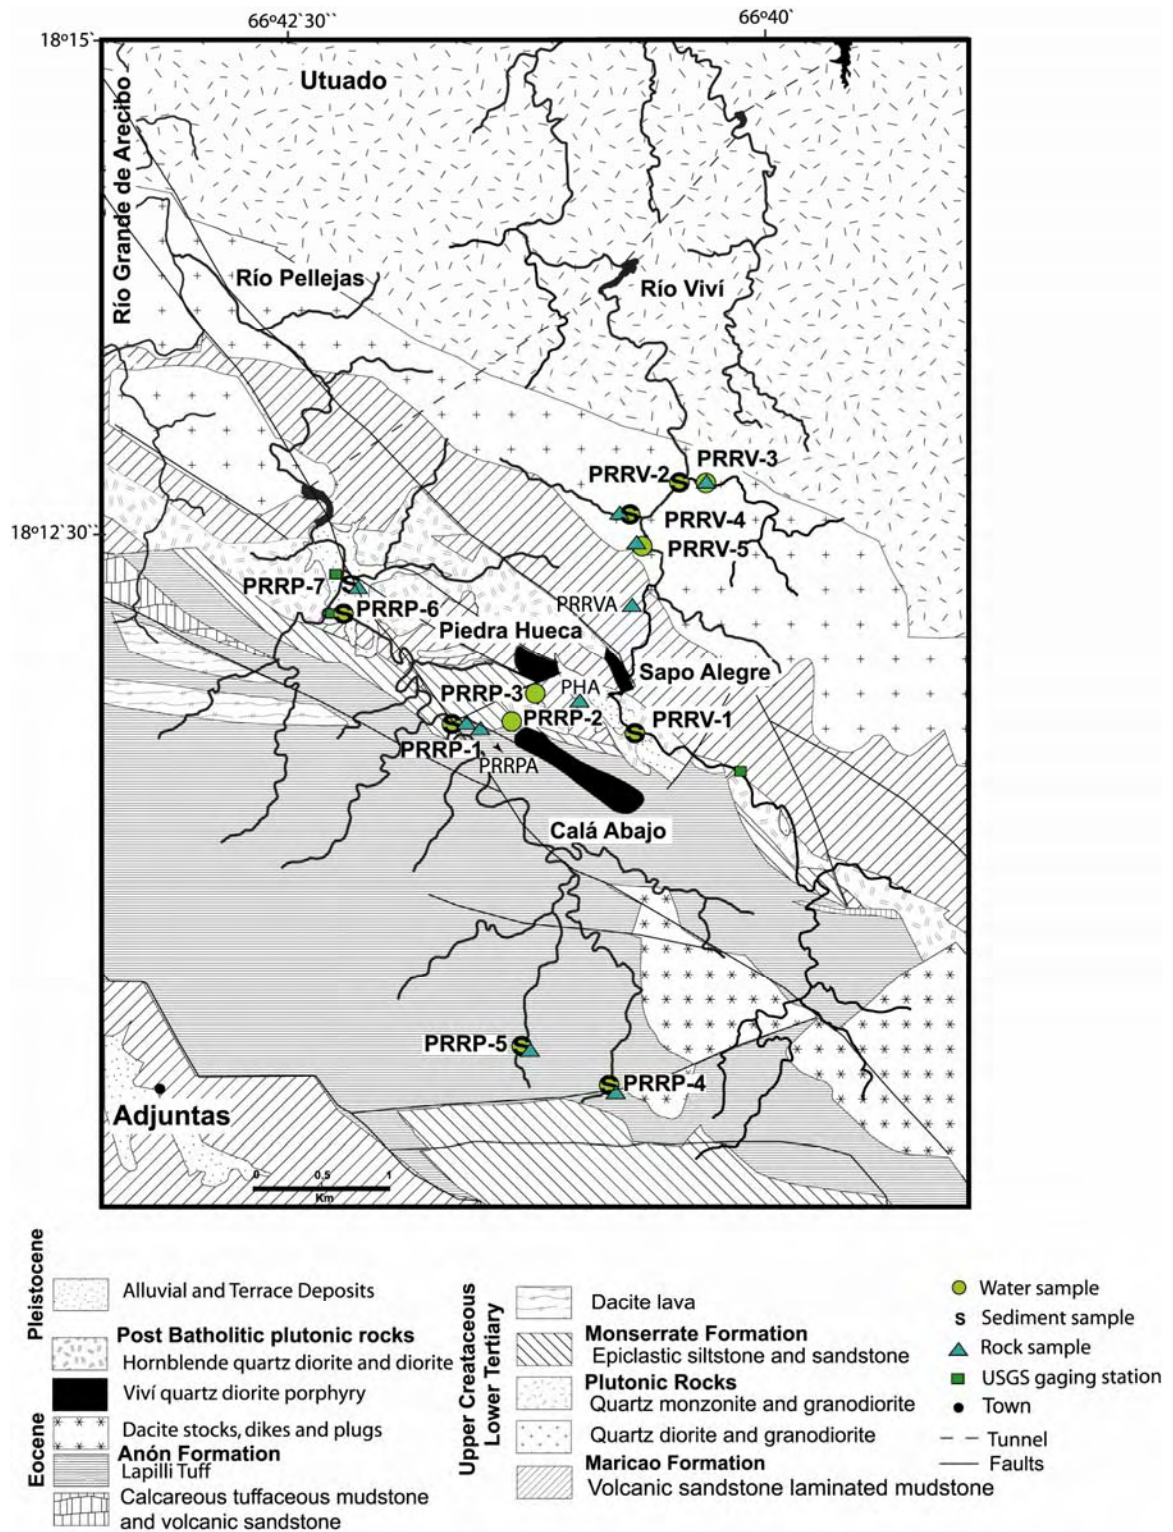 66º42`30``
66º40`
18º15`
Utuado
Río Grande de Arecibo
Río Pellejas
Río Viví
PRRV-3
PRRV-2
PRRV-4
18º12`30``
PRRV-5
PRRP-7
PRRVA
PRRP-6
Piedra Hueca
Sapo Alegre
PHA
PRRP-3
PRRP-2
PRRV-1
PRRP-1
PRRPA
Calá Abajo
PRRP-5
PRRP-4
Adjuntas
0 0.5 1
Km
Pleistocene
Alluvial and Terrace Deposits
Post Batholitic plutonic rocks
Hornblende quartz diorite and diorite
Viví quartz diorite porphyry
Eocene
Dacite stocks, dikes and plugs
Anón Formation
Lapilli Tuff
Calcareous tuffaceous mudstone
and volcanic sandstone
Upper Creataceous
Lower Tertiary
Dacite lava
Monserrate Formation
Epiclastic siltstone and sandstone
Plutonic Rocks
Quartz monzonite and granodiorite
Quartz diorite and granodiorite
Maricao Formation
Volcanic sandstone laminated mudstone
Water sample
S Sediment sample
Rock sample
USGS gaging station
Town
Tunnel
Faults